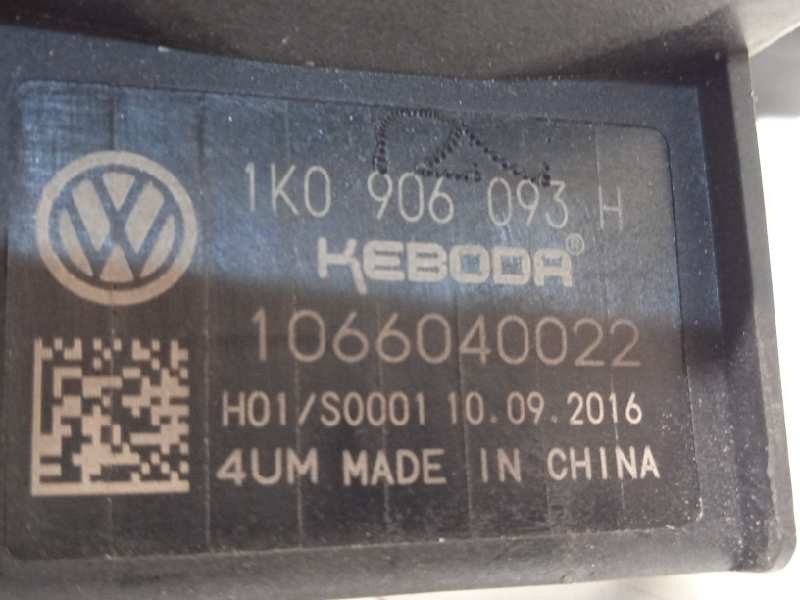 1K0 906 093 H
KEBODA®
1066040022
H01/S0001 10.09.2016
4UM MADE IN CHINA